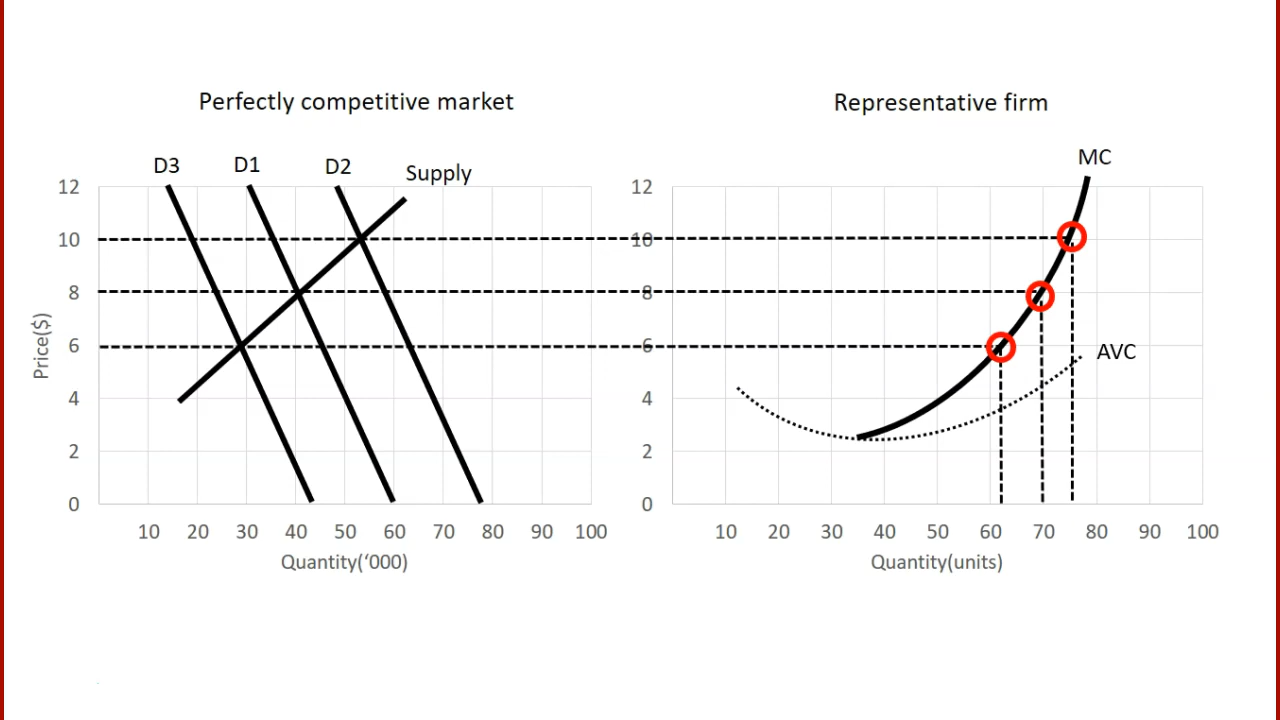 Perfectly competitive market
Representative firm
D3 D1 D2 Supply
MC
12
10
8
6
4
2
0
Price($)
10 20 30 40 50 60 70 80 90 100
Quantity(‘000)
12
10
8
6
4
2
0
AVC
10 20 30 40 50 60 70 80 90 100
Quantity(units)